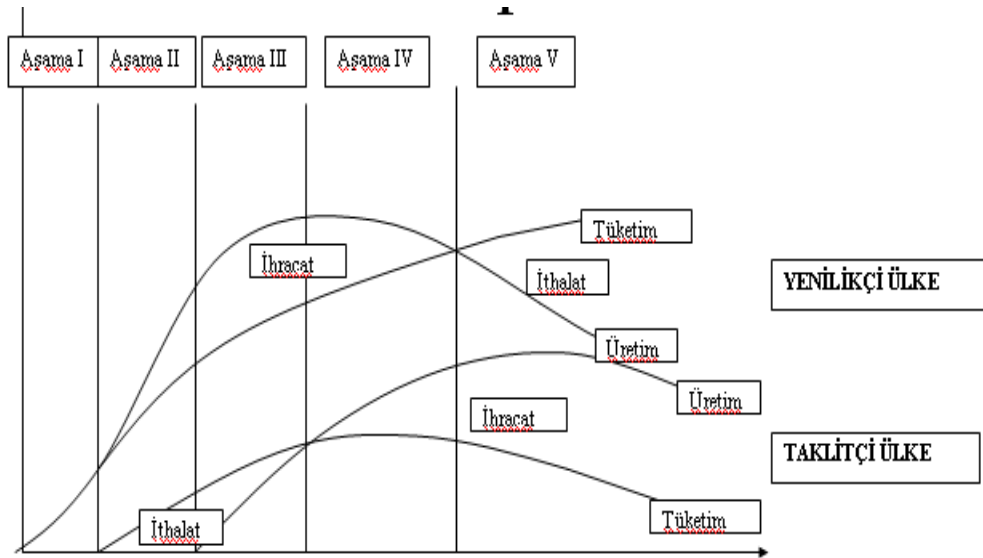 Aşama I
Aşama II
Aşama III
Aşama IV
Aşama V
Tüketim
İhracat
İthalat
YENİLİKÇİ ÜLKE
Üretim
Üretim
İhracat
TAKLİTÇİ ÜLKE
Tüketim
İthalat